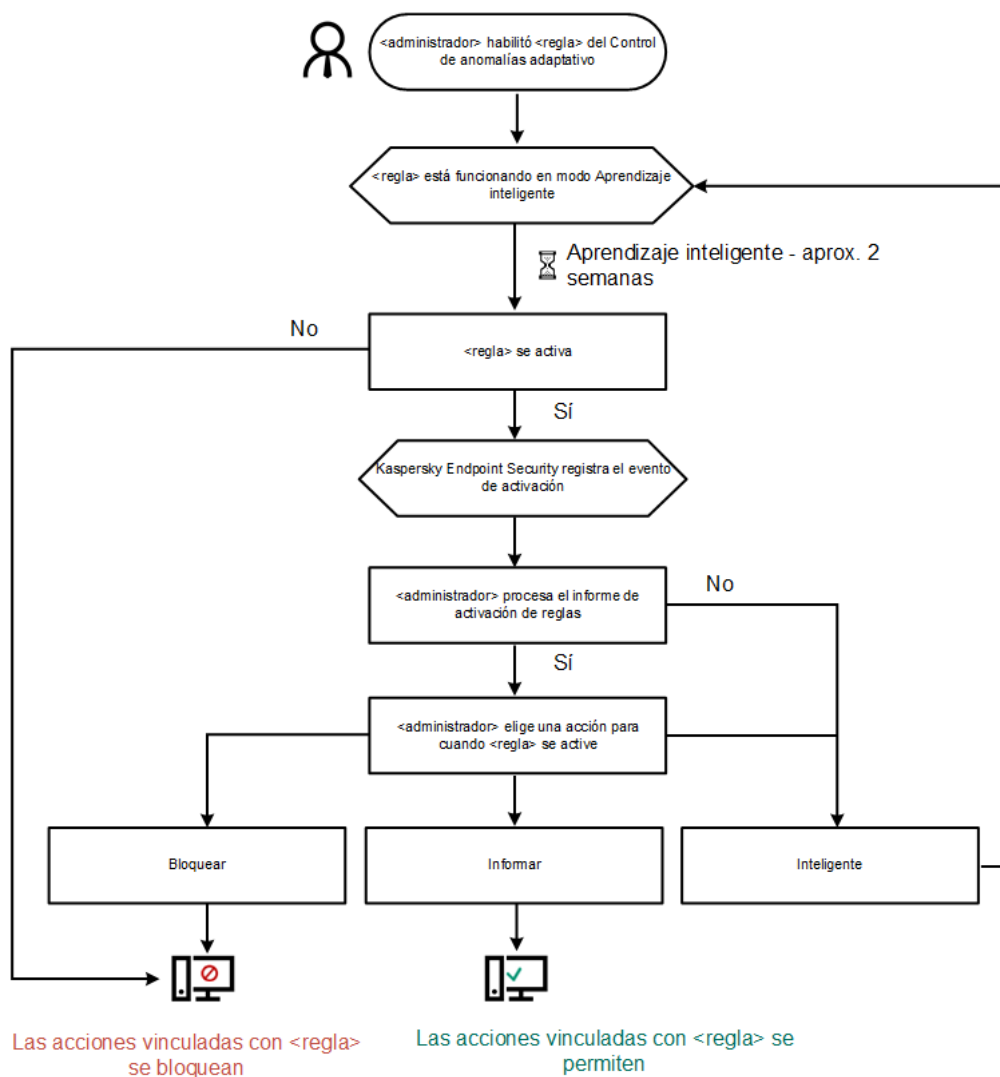 <administrador> habilitó <regla> del Control
de anomalías adaptativo
<regla> está funcionando en modo Aprendizaje
inteligente
Aprendizaje inteligente - aprox. 2
semanas
No
<regla> se activa
Sí
Kaspersky Endpoint Security registra el evento
de activación
<administrador> procesa el informe de
activación de reglas
No
Sí
<administrador> elige una acción para
cuando <regla> se active
Bloquear
Informar
Inteligente
Las acciones vinculadas con <regla>
se bloquean
Las acciones vinculadas con <regla> se
permiten